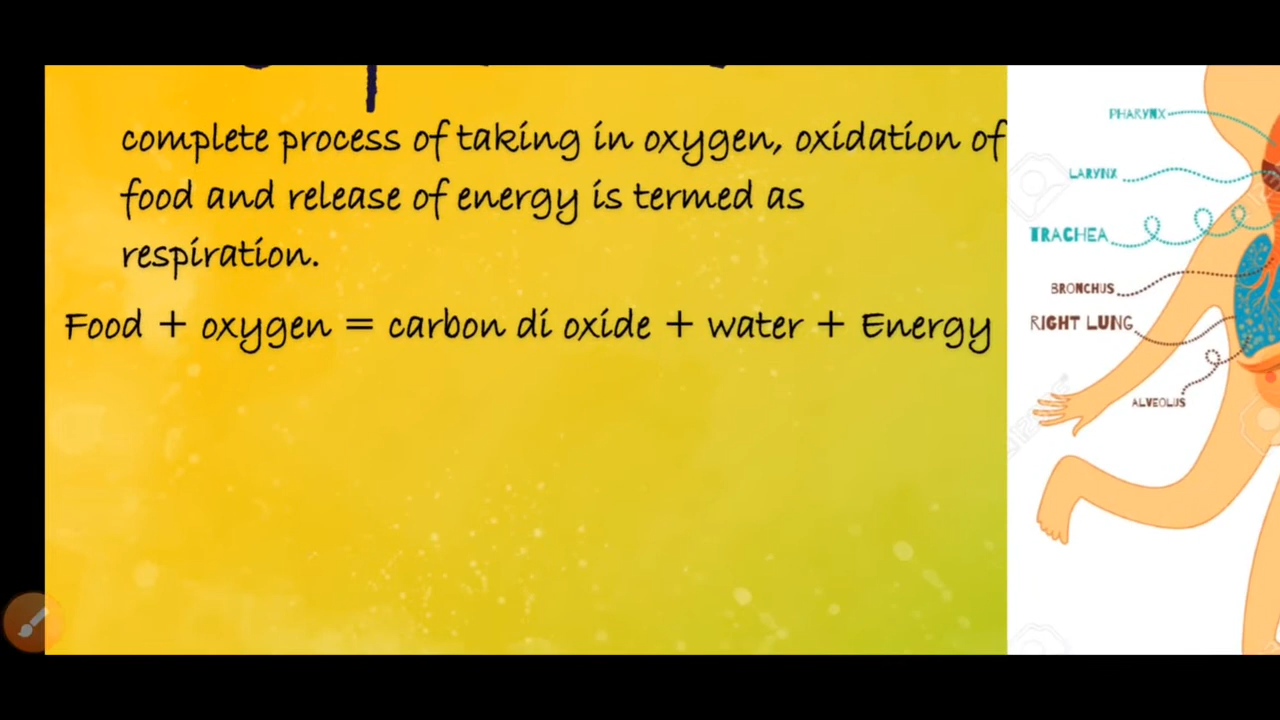 complete process of taking in oxygen, oxidation of
food and release of energy is termed as
respiration.
Food + oxygen = carbon di oxide + water + Energy
PHARYNX
LARYNX
TRACHEA
BRONCHUS
RIGHT LUNG
ALVEOLUS